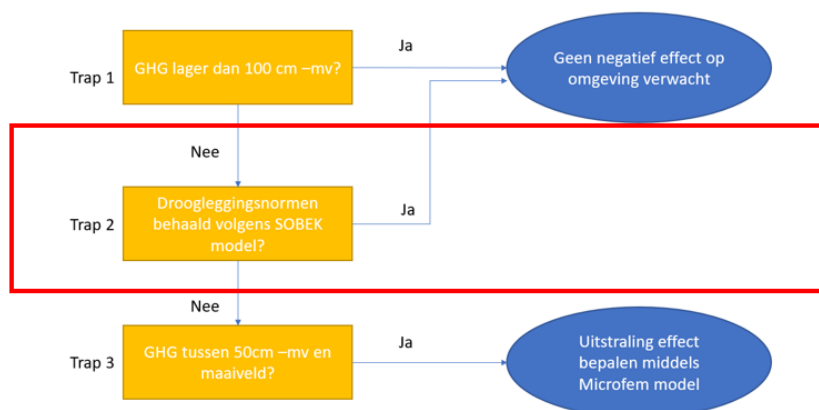 Trap 1
GHG lager dan 100 cm –mv?
Ja
Geen negatief effect op
omgeving verwacht
Nee
Trap 2
Droogleggingsnormen
behaald volgens SOBEK
model?
Ja
Nee
Trap 3
GHG tussen 50cm –mv en
maaiveld?
Ja
Uitstraling effect
bepalen middels
Microfem model